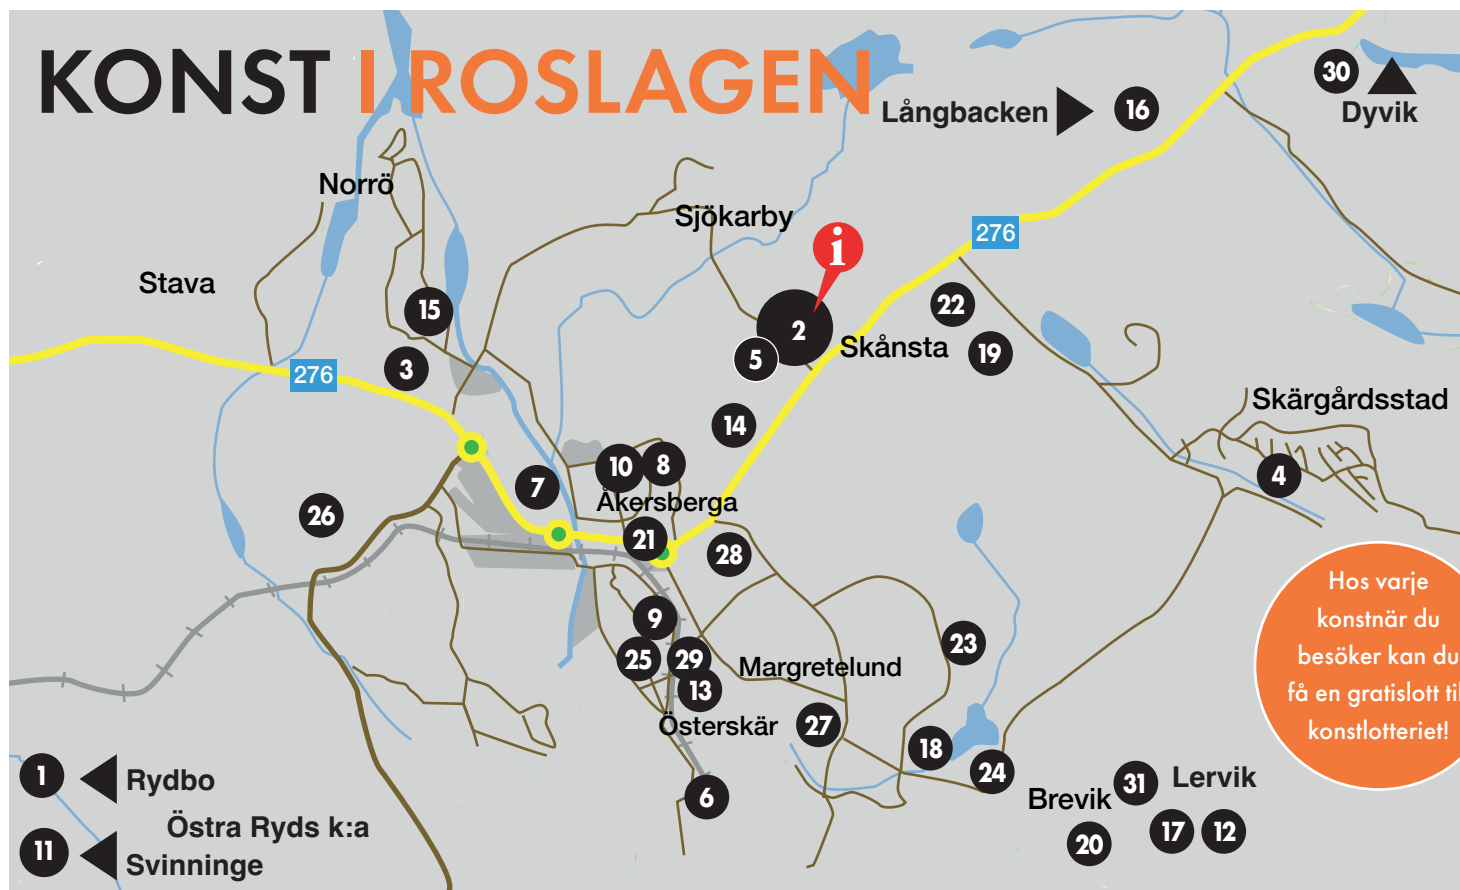 KONST I ROSLAGEN
30
Dyvik
Långbacken
16
Norrö
Sjökarby
276
i
Stava
15
22
2
5
Skånsta
19
276
3
Skärgårdsstad
14
10
8
4
7
Åkersberga
26
21
28
Hos varje
konstnär du
besöker kan du
få en gratislott til
konstlotteriet!
9
23
25
29
Margretelund
13
Österskär
27
18
24
1
Rydbo
6
31
Lervik
Brevik
Östra Ryds k:a
17
12
20
11
Svinninge